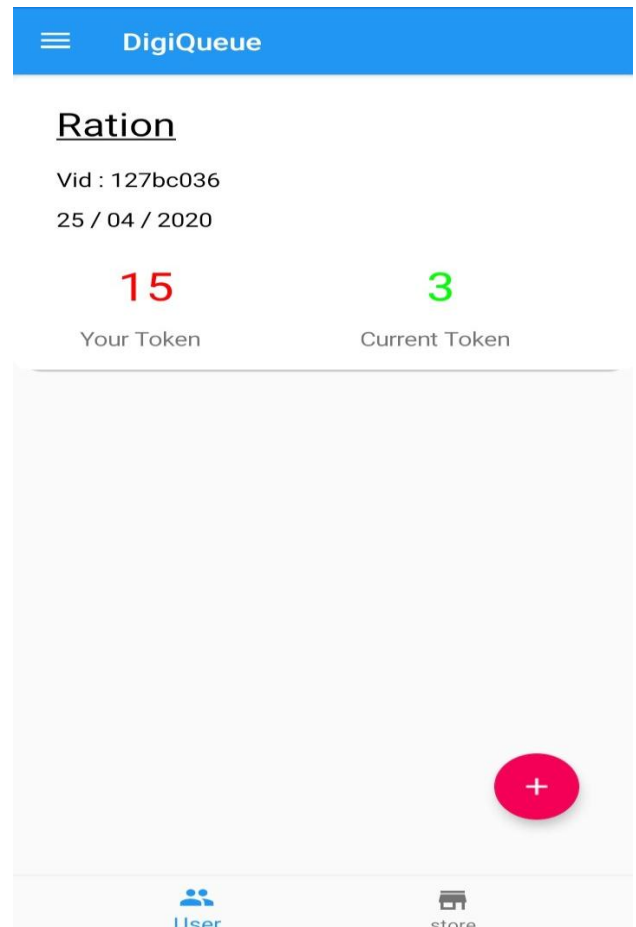 DigiQueue
Ration
Vid : 127bc036
25 / 04 / 2020
15 3
Your Token Current Token
+
User store